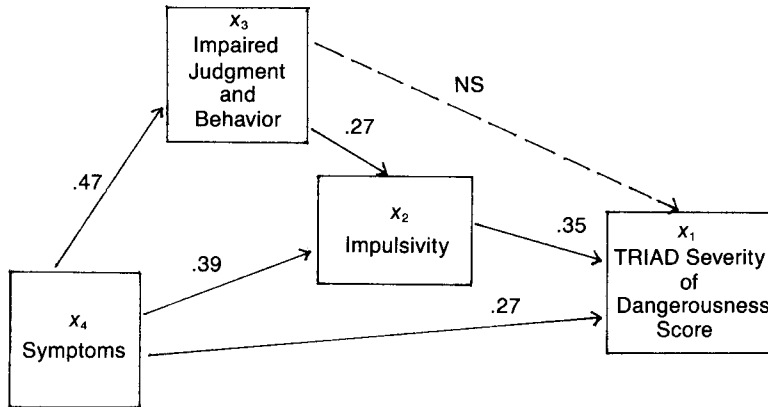 x3
Impaired
Judgment
and
Behavior
NS
.27
.47
x2
Impulsivity
.35
x1
TRIAD Severity
of
Dangerousness
Score
.39
.27
x4
Symptoms